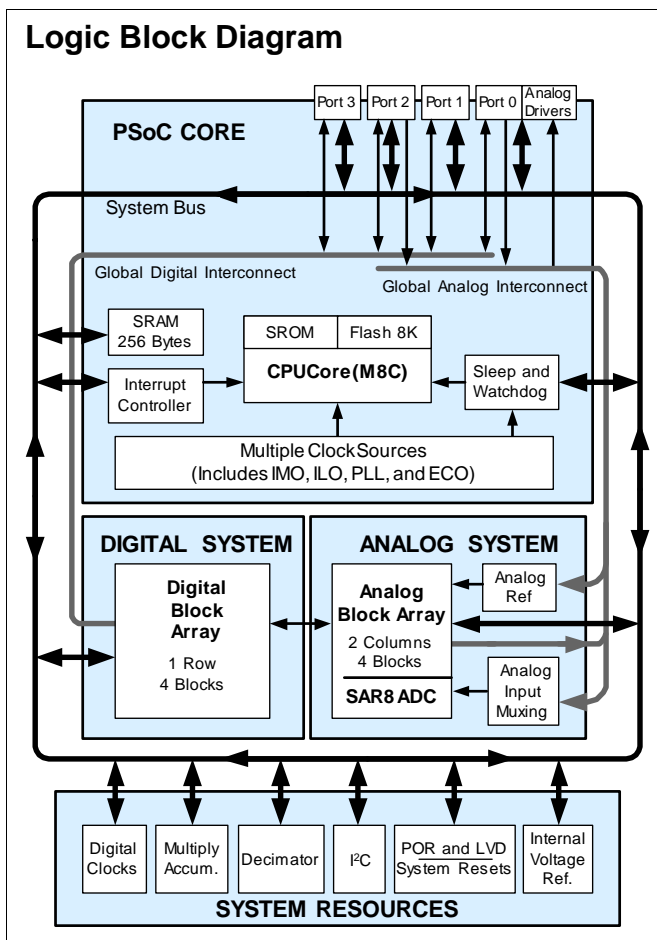 Logic Block Diagram
Port 3
Port 2
Port 1
Port 0
Analog
Drivers
PSoC CORE
System Bus
Global Digital Interconnect
Global Analog Interconnect
SRAM
256 Bytes
SROM
Flash 8K
CPUCore(M8C)
Interrupt
Controller
Sleep and
Watchdog
Multiple ClockSources
(Includes IMO, ILO, PLL, and ECO)
DIGITAL SYSTEM
ANALOG SYSTEM
Digital
Block
Array
1 Row
4 Blocks
Analog
Block Array
2 Columns
4 Blocks
SAR8 ADC
Analog
Ref
Analog
Input
Muxing
Digital
Clocks
Multiply
Accum.
Decimator
I²C
POR and LVD
System Resets
Internal
Voltage
Ref.
SYSTEM RESOURCES